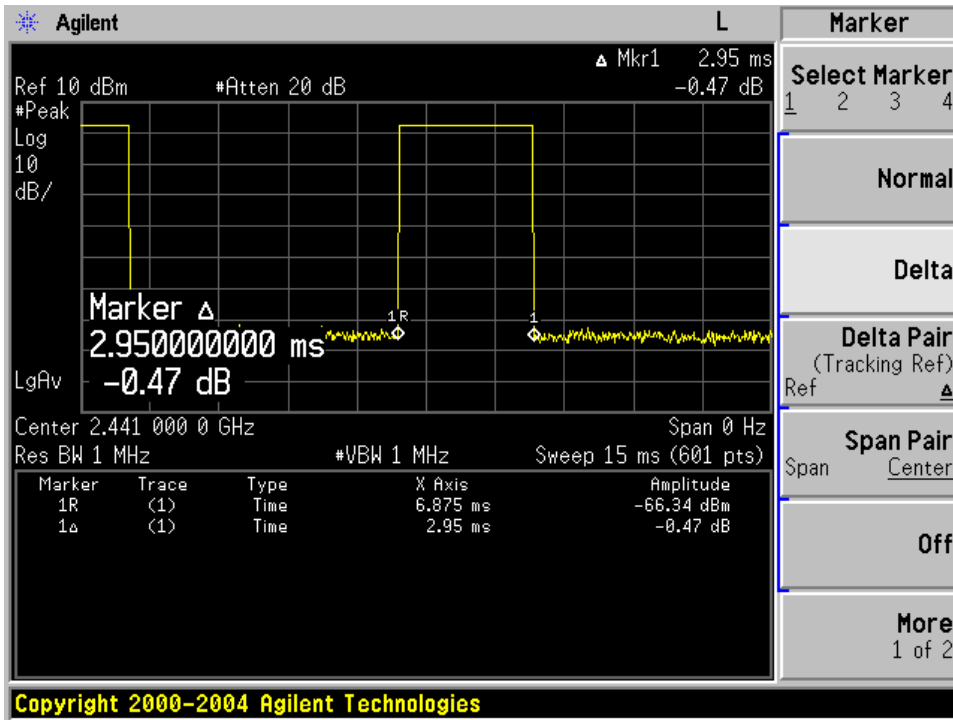 Agilent L Marker
Δ Mkr1 2.95 ms
Ref 10 dBm #Atten 20 dB -0.47 dB
#Peak
Log
10
dB/
1R 1
Marker Δ
2.950000000 ms
-0.47 dB
LgAv
Center 2.441 000 0 GHz Span 0 Hz
Res BW 1 MHz #VBW 1 MHz Sweep 15 ms (601 pts)
Marker Trace Type X Axis Amplitude
1R (1) Time 6.875 ms -66.34 dBm
1Δ (1) Time 2.95 ms -0.47 dB
Select Marker
1 2 3 4
Normal
Delta
Delta Pair
(Tracking Ref)
Ref Δ
Span Pair
Span Center
Off
More
1 of 2
Copyright 2000-2004 Agilent Technologies